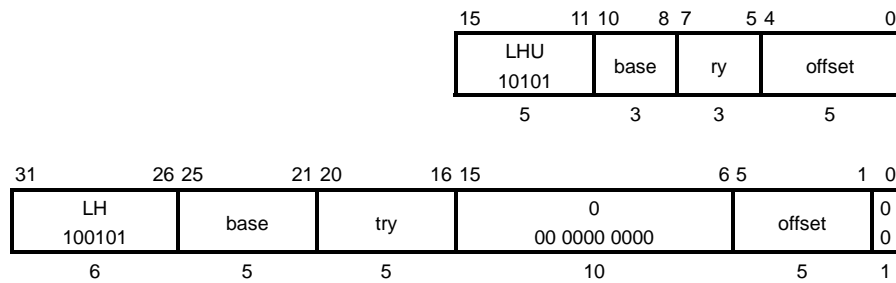 15 11 10 8 7 5 4 0
LHU
10101
base
ry
offset
5 3 3 5
31 26 25 21 20 16 15 6 5 1 0
LH
100101
base
try
0
00 0000 0000
offset
0
0
6 5 5 10 5 1